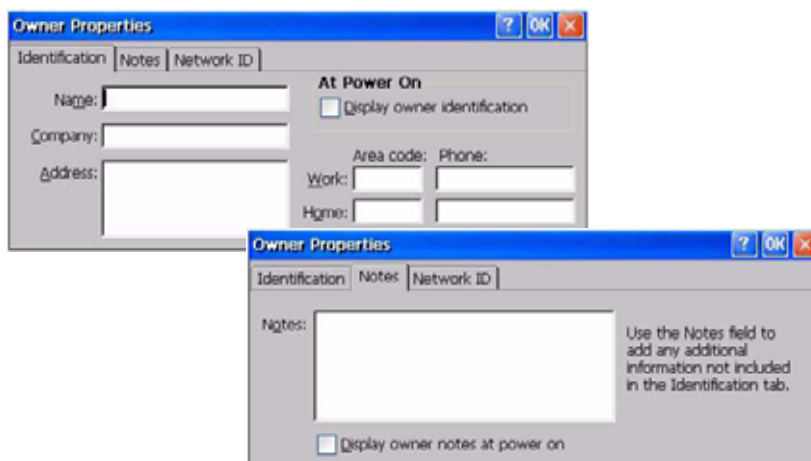 Owner Properties ? OK ×
Identification Notes Network ID
At Power On
Name:
Display owner identification
Company:
Area code: Phone:
Address:
Work:
Home:
Owner Properties ? OK ×
Identification Notes Network ID
Notes:
Use the Notes field to
add any additional
information not included
in the Identification tab.
Display owner notes at power on